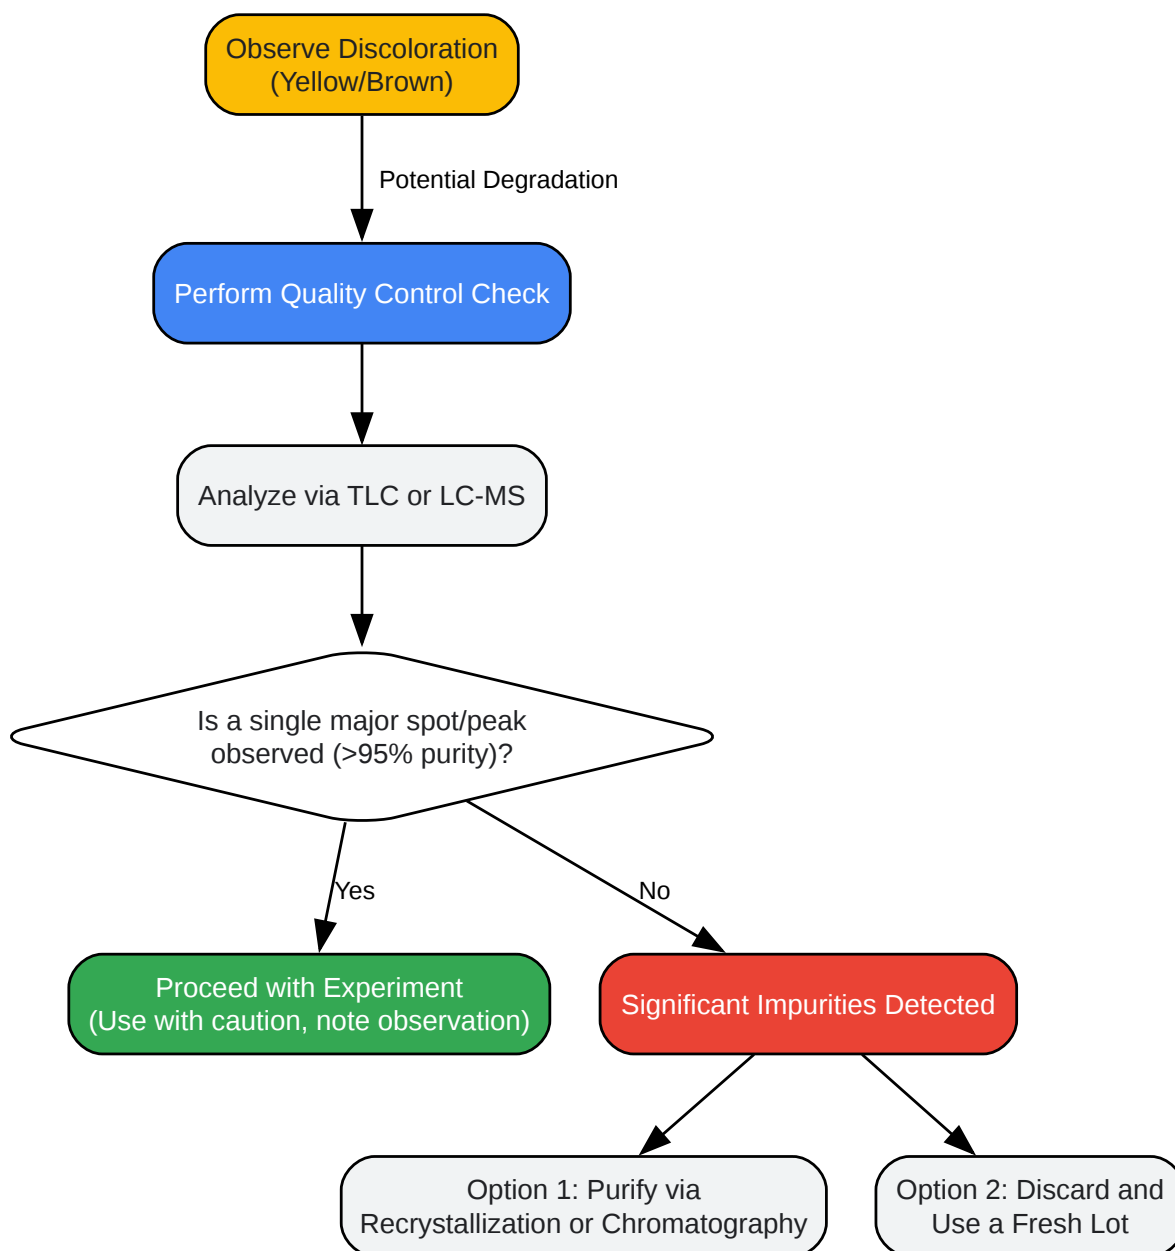 Observe Discoloration
(Yellow/Brown)
Potential Degradation
Perform Quality Control Check
Analyze via TLC or LC-MS
Is a single major spot/peak
observed (>95% purity)?
Yes
No
Proceed with Experiment
(Use with caution, note observation)
Significant Impurities Detected
Option 1: Purify via
Recrystallization or Chromatography
Option 2: Discard and
Use a Fresh Lot